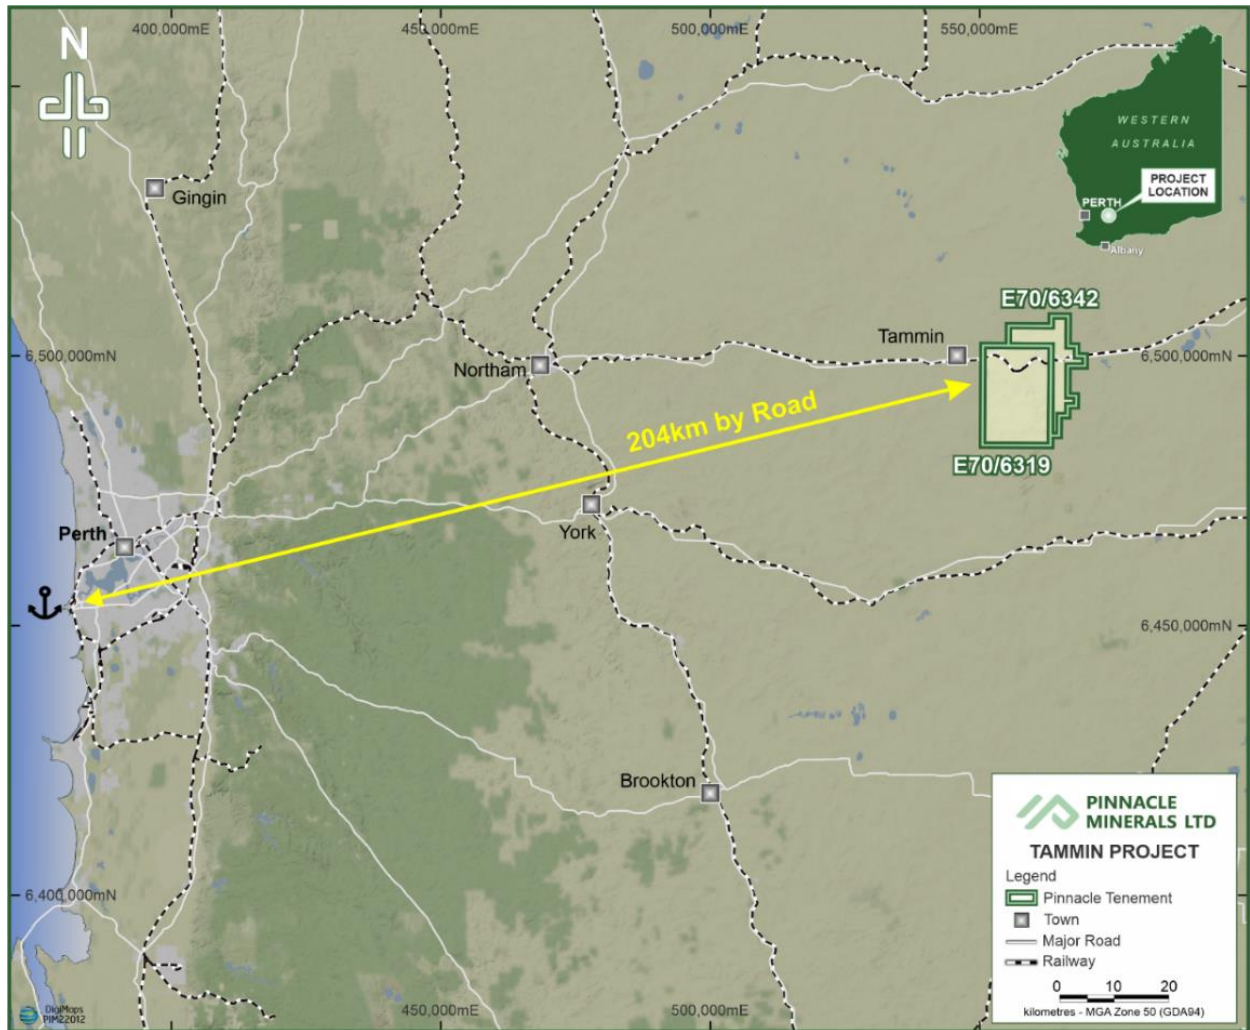 400,000mE
450,000mE
500,000mE
550,000mE
N
WESTERN
AUSTRALIA
PROJECT
LOCATION
PERTH
Albany
Gingin
E70/6342
Tammin
6,500,000mN
6,500,000mN
Northam
204km by Road
E70/6319
York
Perth
6,450,000mN
Brookton
PINNACLE
MINERALS LTD
TAMMIN PROJECT
Legend
Pinnacle Tenement
Town
Major Road
Railway
0 10 20
kilometres - MGA Zone 50 (GDA94)
6,400,000mN
450,000mE
500,000mE
DigiMaps
PIM22012